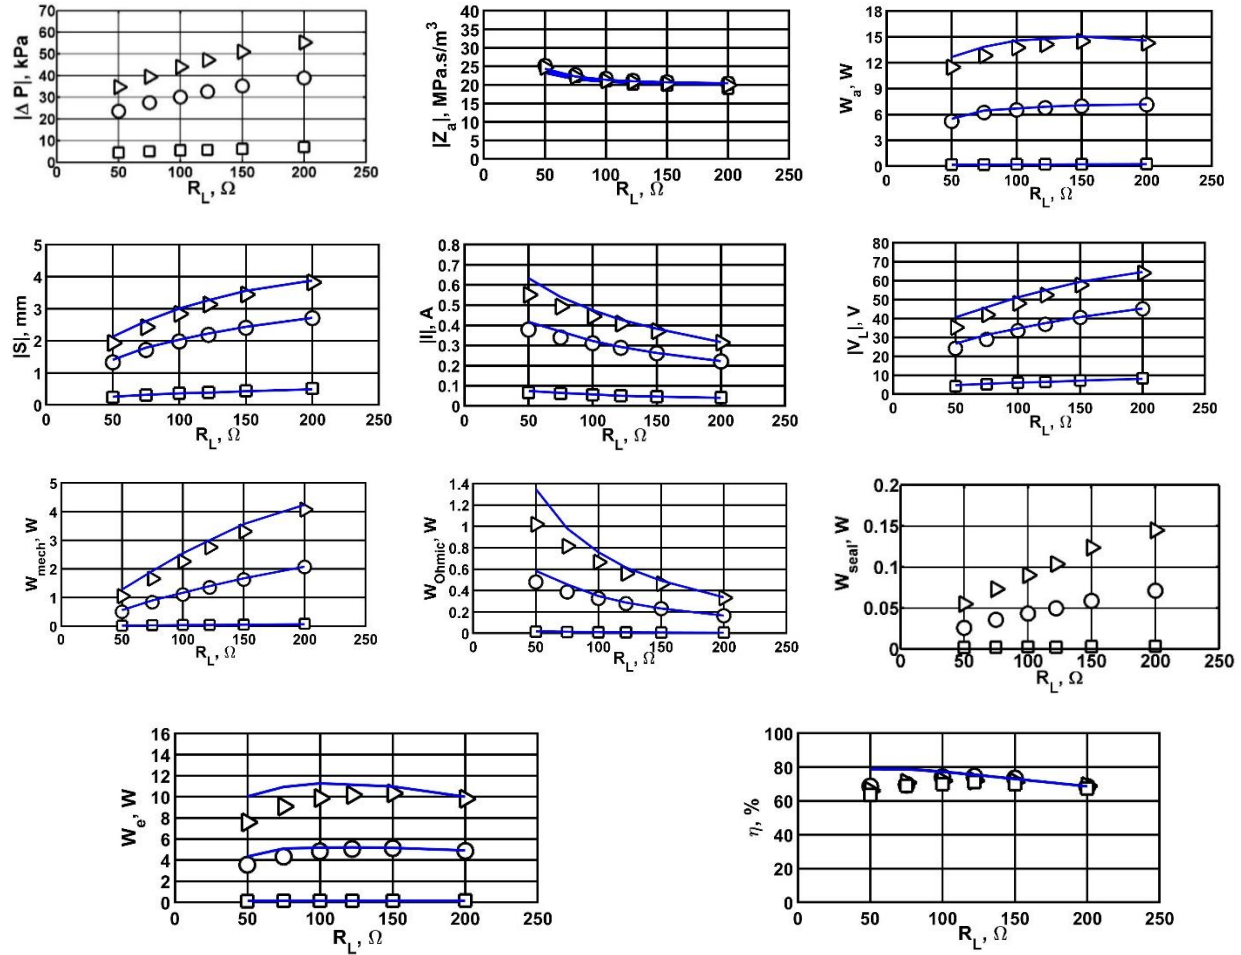 |Δ P|, kPa
70
60
50
40
30
20
10
0
0 50 100 150 200 250
R_L, Ω
|Z_a|, MPa.s/m^3
40
35
30
25
20
15
10
5
0
0 50 100 150 200 250
R_L, Ω
W_a, W
18
15
12
9
6
3
0
0 50 100 150 200 250
R_L, Ω
|S|, mm
5
4
3
2
1
0
0 50 100 150 200 250
R_L, Ω
|I|, A
0.8
0.7
0.6
0.5
0.4
0.3
0.2
0.1
0
0 50 100 150 200 250
R_L, Ω
|V_L|, V
80
70
60
50
40
30
20
10
0
0 50 100 150 200 250
R_L, Ω
W_mech, W
5
4
3
2
1
0
0 50 100 150 200 250
R_L, Ω
W_Ohmic, W
1.4
1.2
1
0.8
0.6
0.4
0.2
0
0 50 100 150 200 250
R_L, Ω
W_seal, W
0.2
0.15
0.1
0.05
0
0 50 100 150 200 250
R_L, Ω
W_e, W
16
14
12
10
8
6
4
2
0
0 50 100 150 200 250
R_L, Ω
η, %
100
80
60
40
20
0
0 50 100 150 200 250
R_L, Ω